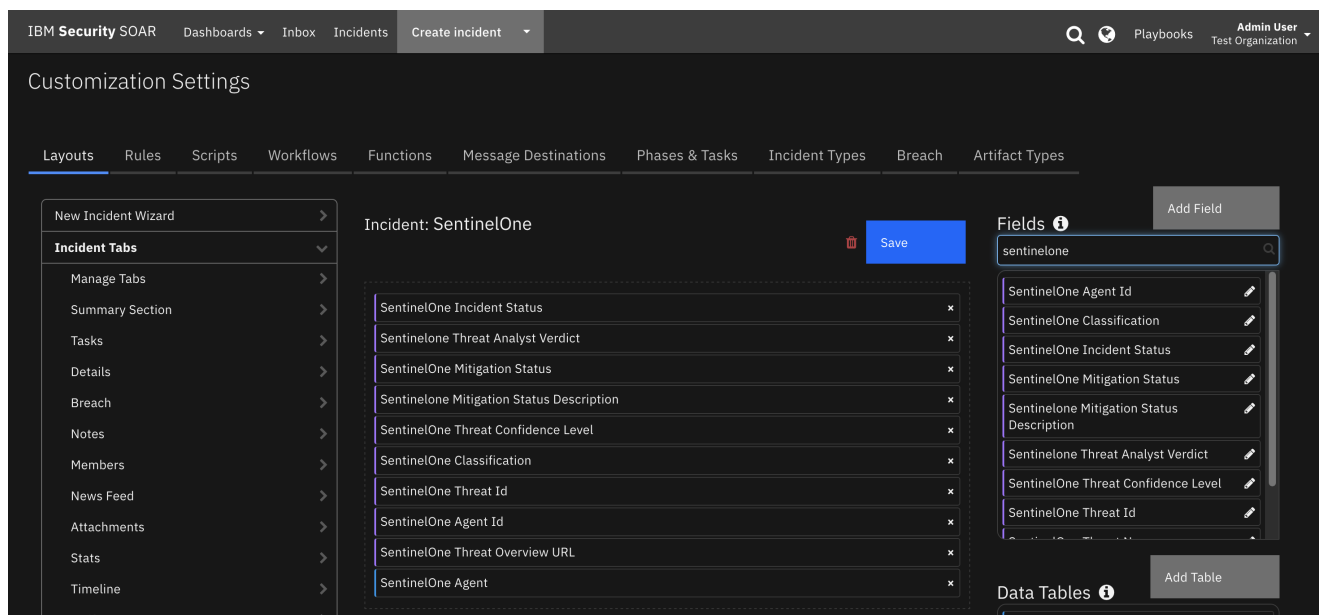 IBM Security SOAR Dashboards Inbox Incidents Create incident Playbooks Admin User
Test Organization
Customization Settings
Layouts Rules Scripts Workflows Functions Message Destinations Phases & Tasks Incident Types Breach Artifact Types
New Incident Wizard
Incident Tabs
Manage Tabs
Summary Section
Tasks
Details
Breach
Notes
Members
News Feed
Attachments
Stats
Timeline
Incident: SentinelOne
Save
SentinelOne Incident Status
Sentinelone Threat Analyst Verdict
SentinelOne Mitigation Status
Sentinelone Mitigation Status Description
SentinelOne Threat Confidence Level
SentinelOne Classification
SentinelOne Threat Id
SentinelOne Agent Id
SentinelOne Threat Overview URL
SentinelOne Agent
Fields
Add Field
sentinelone
SentinelOne Agent Id
SentinelOne Classification
SentinelOne Incident Status
SentinelOne Mitigation Status
Sentinelone Mitigation Status
Description
Sentinelone Threat Analyst Verdict
SentinelOne Threat Confidence Level
SentinelOne Threat Id
Data Tables
Add Table